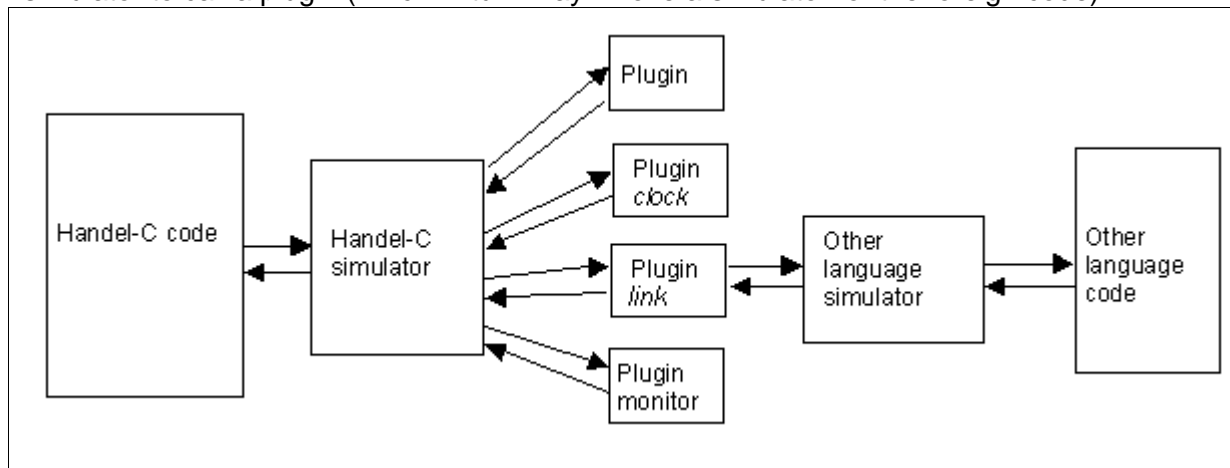 Handel-C code
Handel-C
simulator
Plugin
Plugin
clock
Plugin
link
Plugin
monitor
Other
language
simulator
Other
language
code